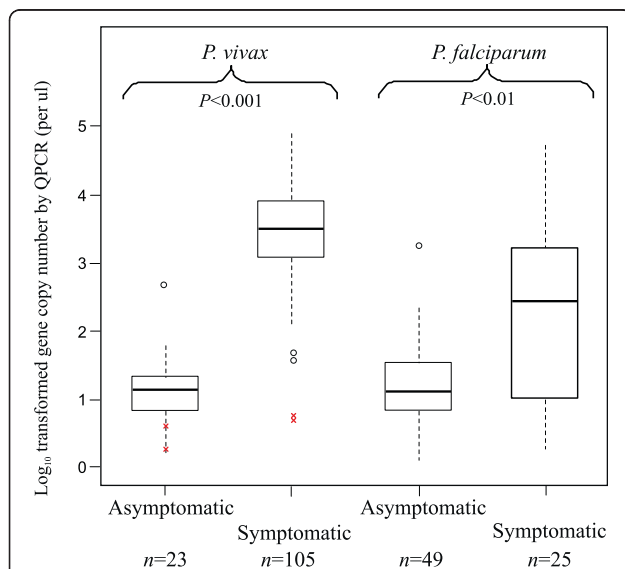 P. vivax P. falciparum
P<0.001 P<0.01
Log₁₀ transformed gene copy number by QPCR (per ul)
5
4
3
2
1
0
Asymptomatic Asymptomatic
Symptomatic Symptomatic
n=23 n=105 n=49 n=25